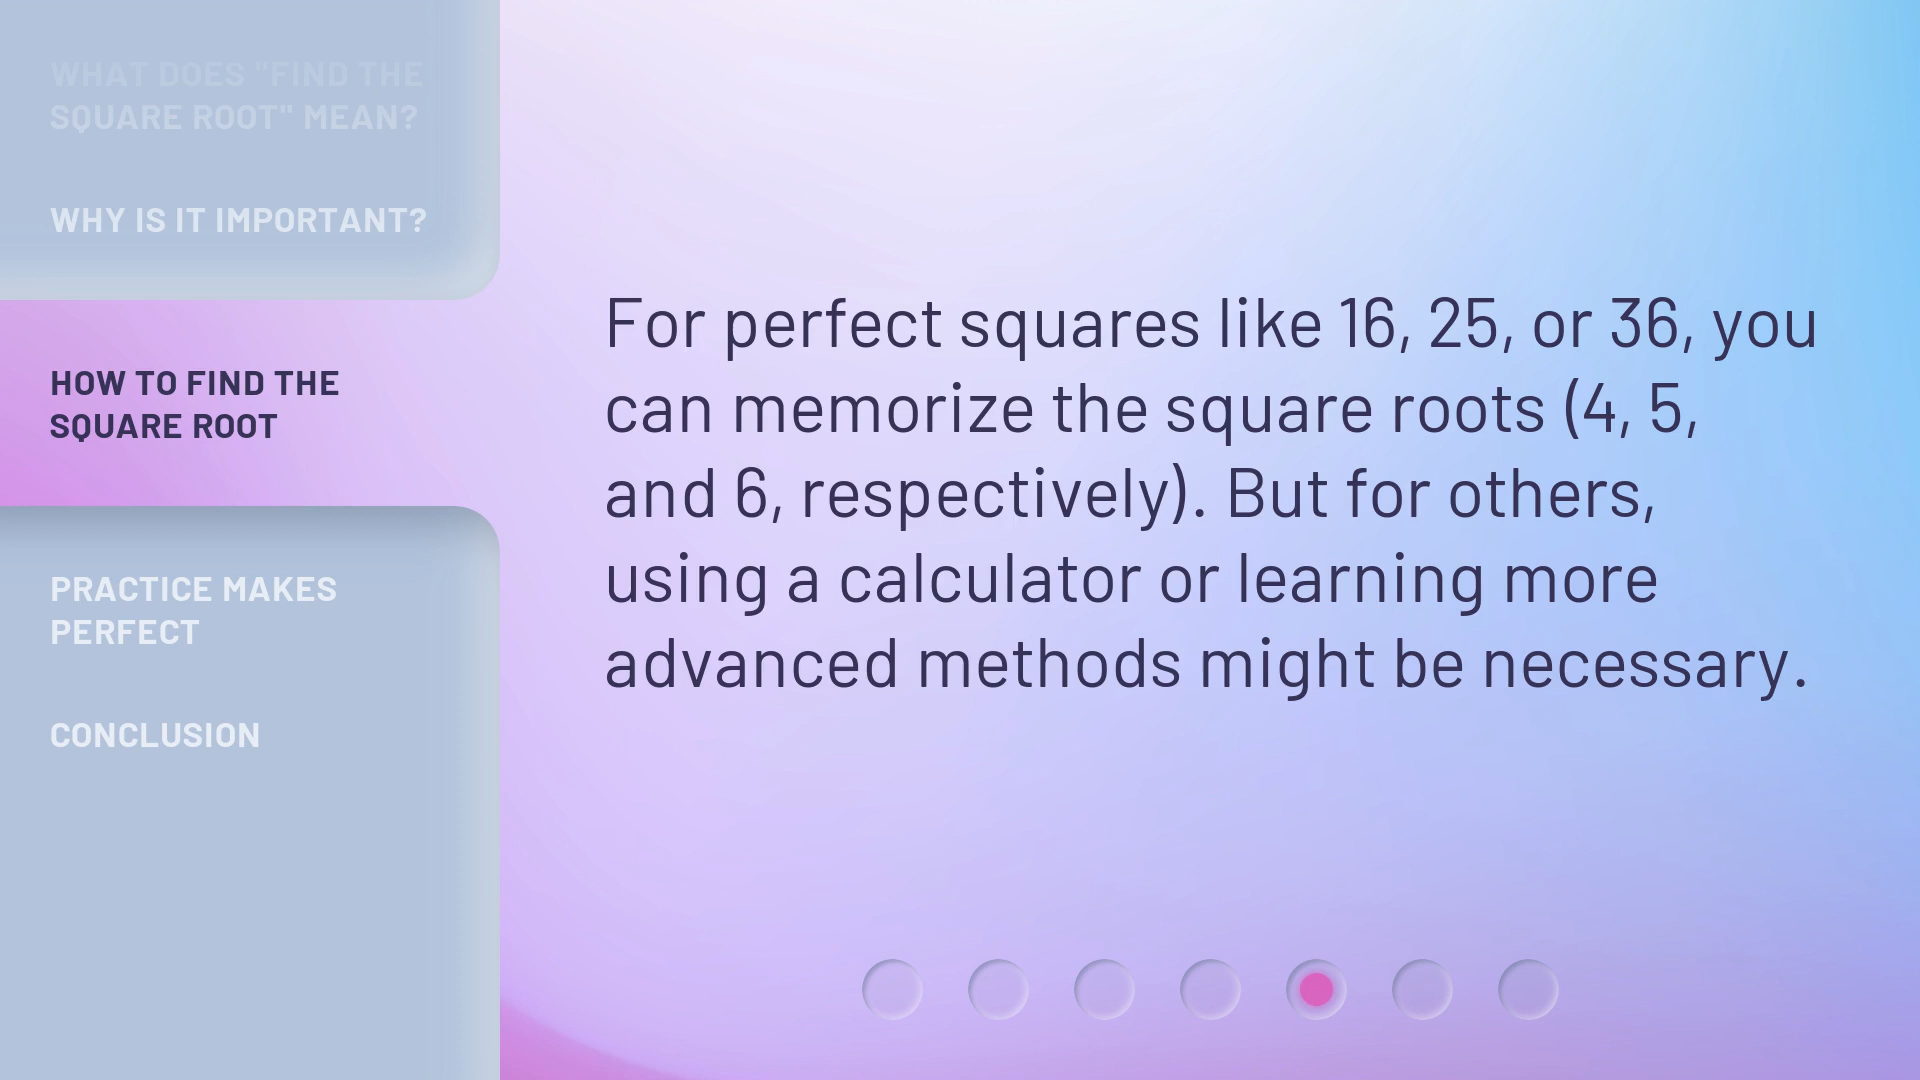 WHAT DOES "FIND THE
SQUARE ROOT" MEAN?
WHY IS IT IMPORTANT?
HOW TO FIND THE
SQUARE ROOT
PRACTICE MAKES
PERFECT
CONCLUSION
For perfect squares like 16, 25, or 36, you
can memorize the square roots (4, 5,
and 6, respectively). But for others,
using a calculator or learning more
advanced methods might be necessary.